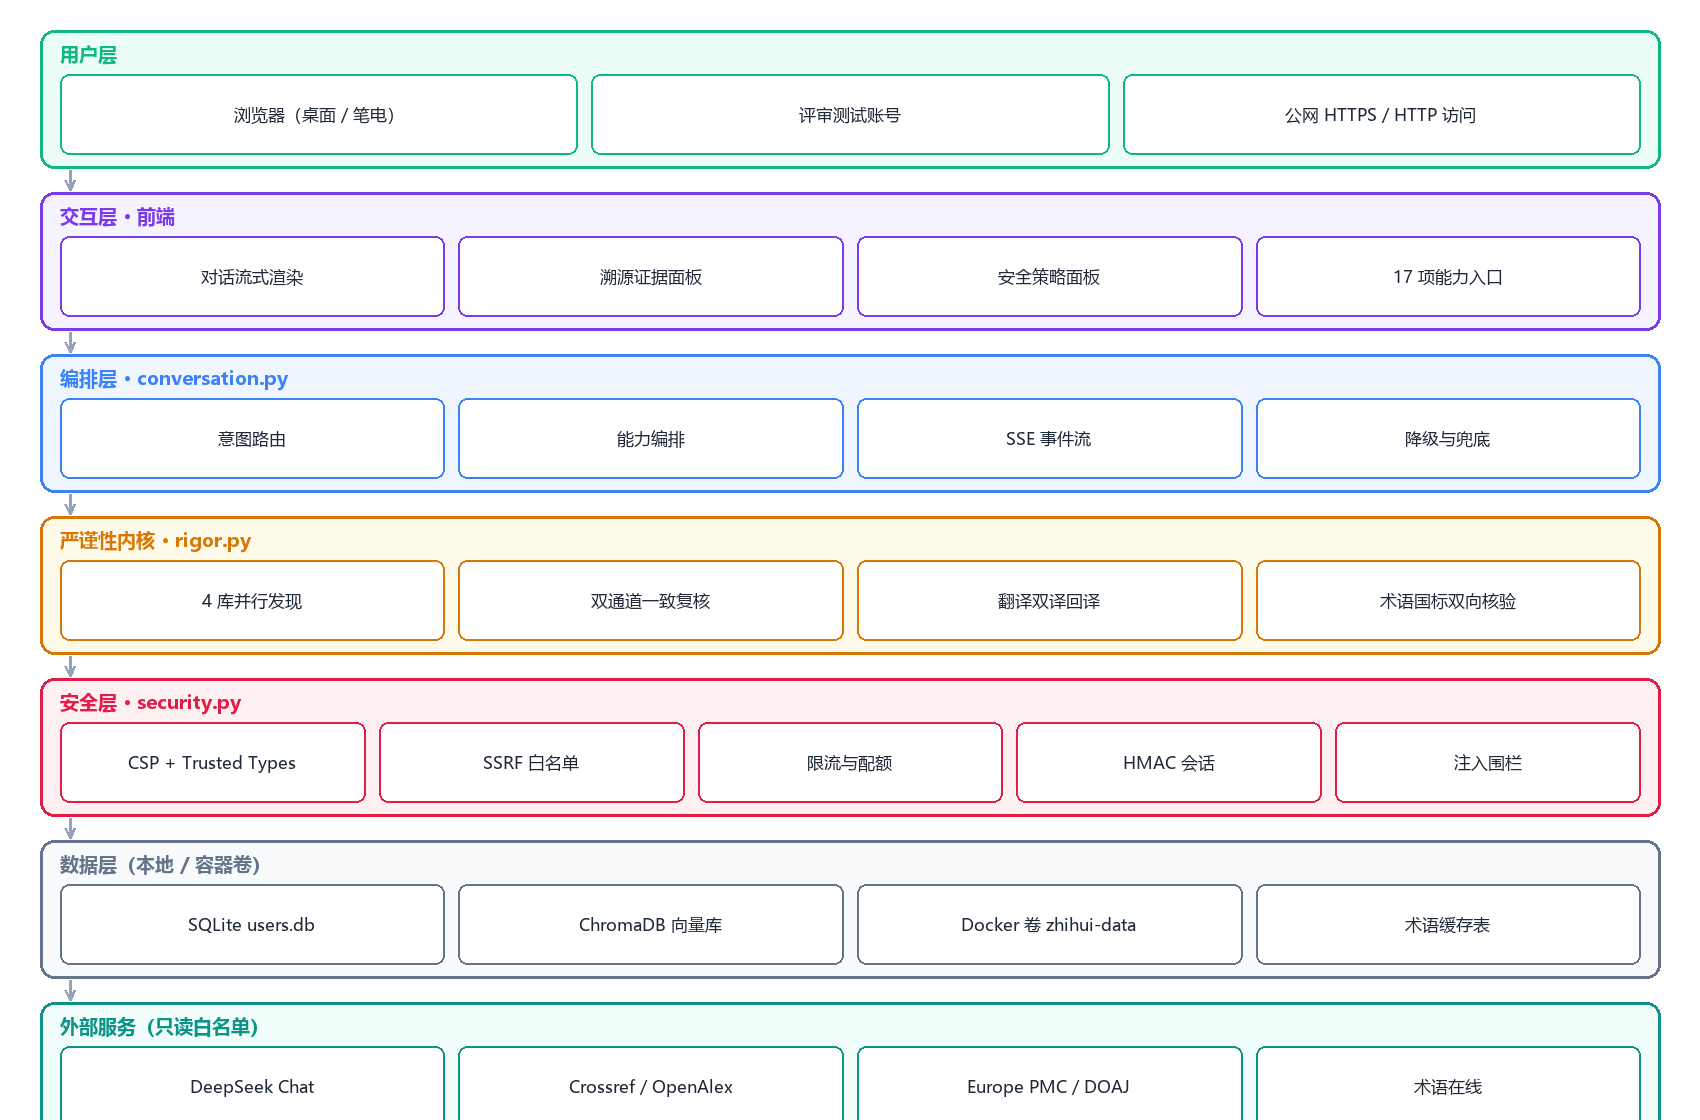 用户层
浏览器（桌面 / 笔电）
评审测试账号
公网 HTTPS / HTTP 访问
交互层 · 前端
对话流式渲染
溯源证据面板
安全策略面板
17 项能力入口
编排层 · conversation.py
意图路由
能力编排
SSE 事件流
降级与兜底
严谨性内核 · rigor.py
4 库并行发现
双通道一致复核
翻译双译回译
术语国标双向核验
安全层 · security.py
CSP + Trusted Types
SSRF 白名单
限流与配额
HMAC 会话
注入围栏
数据层（本地 / 容器卷）
SQLite users.db
ChromaDB 向量库
Docker 卷 zhihui-data
术语缓存表
外部服务（只读白名单）
DeepSeek Chat
Crossref / OpenAlex
Europe PMC / DOAJ
术语在线